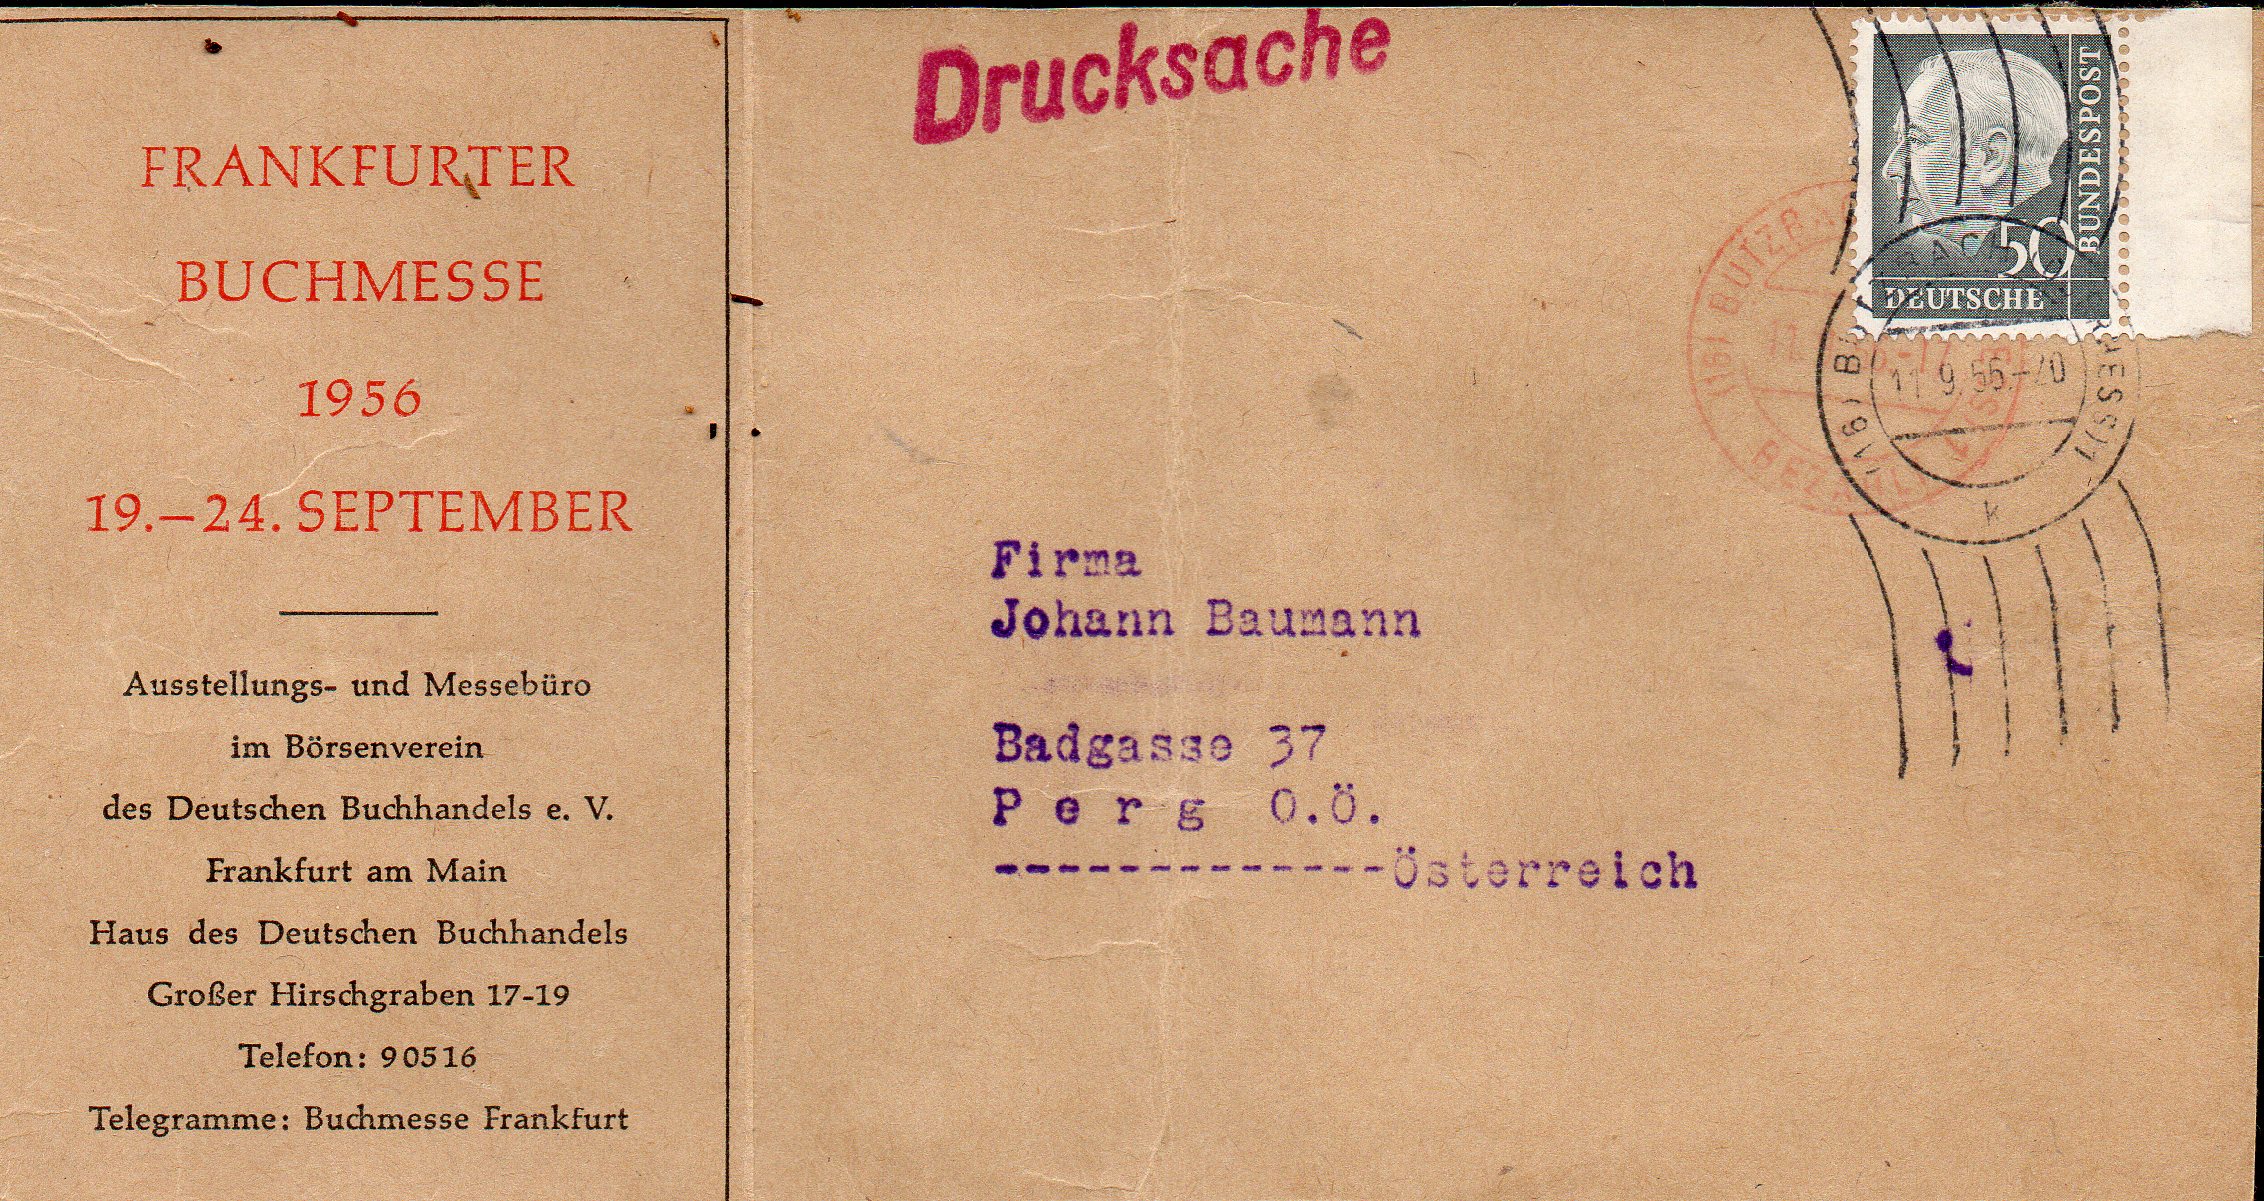 FRANKFURTER
BUCHMESSE
1956
19.–24. SEPTEMBER
Ausstellungs- und Messebüro
im Börsenverein
des Deutschen Buchhandels e. V.
Frankfurt am Main
Haus des Deutschen Buchhandels
Großer Hirschgraben 17-19
Telefon: 90516
Telegramme: Buchmesse Frankfurt
Drucksache
50
DEUTSCHE
BUNDESPOST
(16) BUTZBACH
11.9.56-20
k
Firma
Johann Baumann
Badgasse 37
P e r g O.Ö.
-------------Österreich